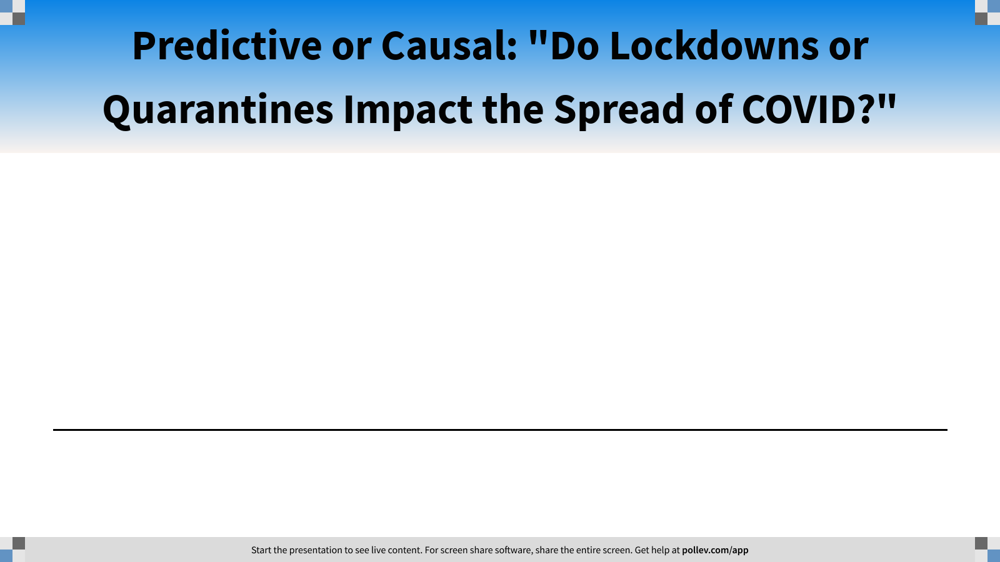 Predictive or Causal: "Do Lockdowns or
Quarantines Impact the Spread of COVID?"
Start the presentation to see live content. For screen share software, share the entire screen. Get help at pollev.com/app